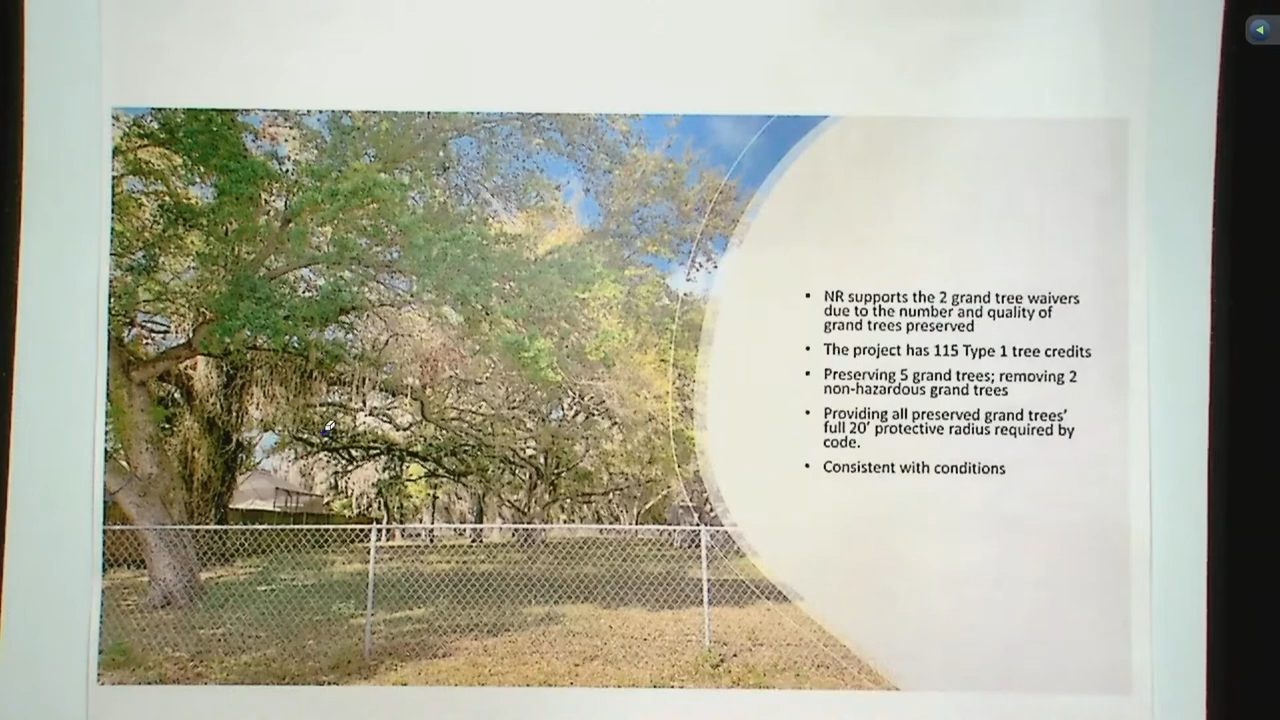 ▪ NR supports the 2 grand tree waivers
due to the number and quality of
grand trees preserved
• The project has 115 Type 1 tree credits
• Preserving 5 grand trees; removing 2
non-hazardous grand trees
• Providing all preserved grand trees’
full 20’ protective radius required by
code.
• Consistent with conditions